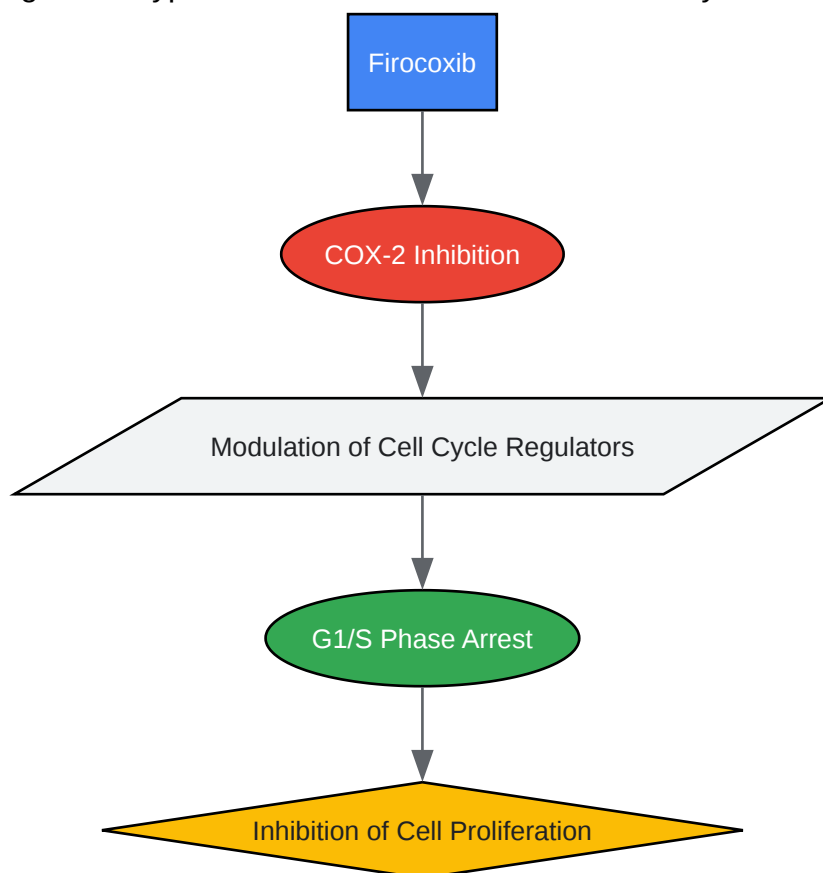 Firocoxib
COX-2 Inhibition
Modulation of Cell Cycle Regulators
G1/S Phase Arrest
Inhibition of Cell Proliferation